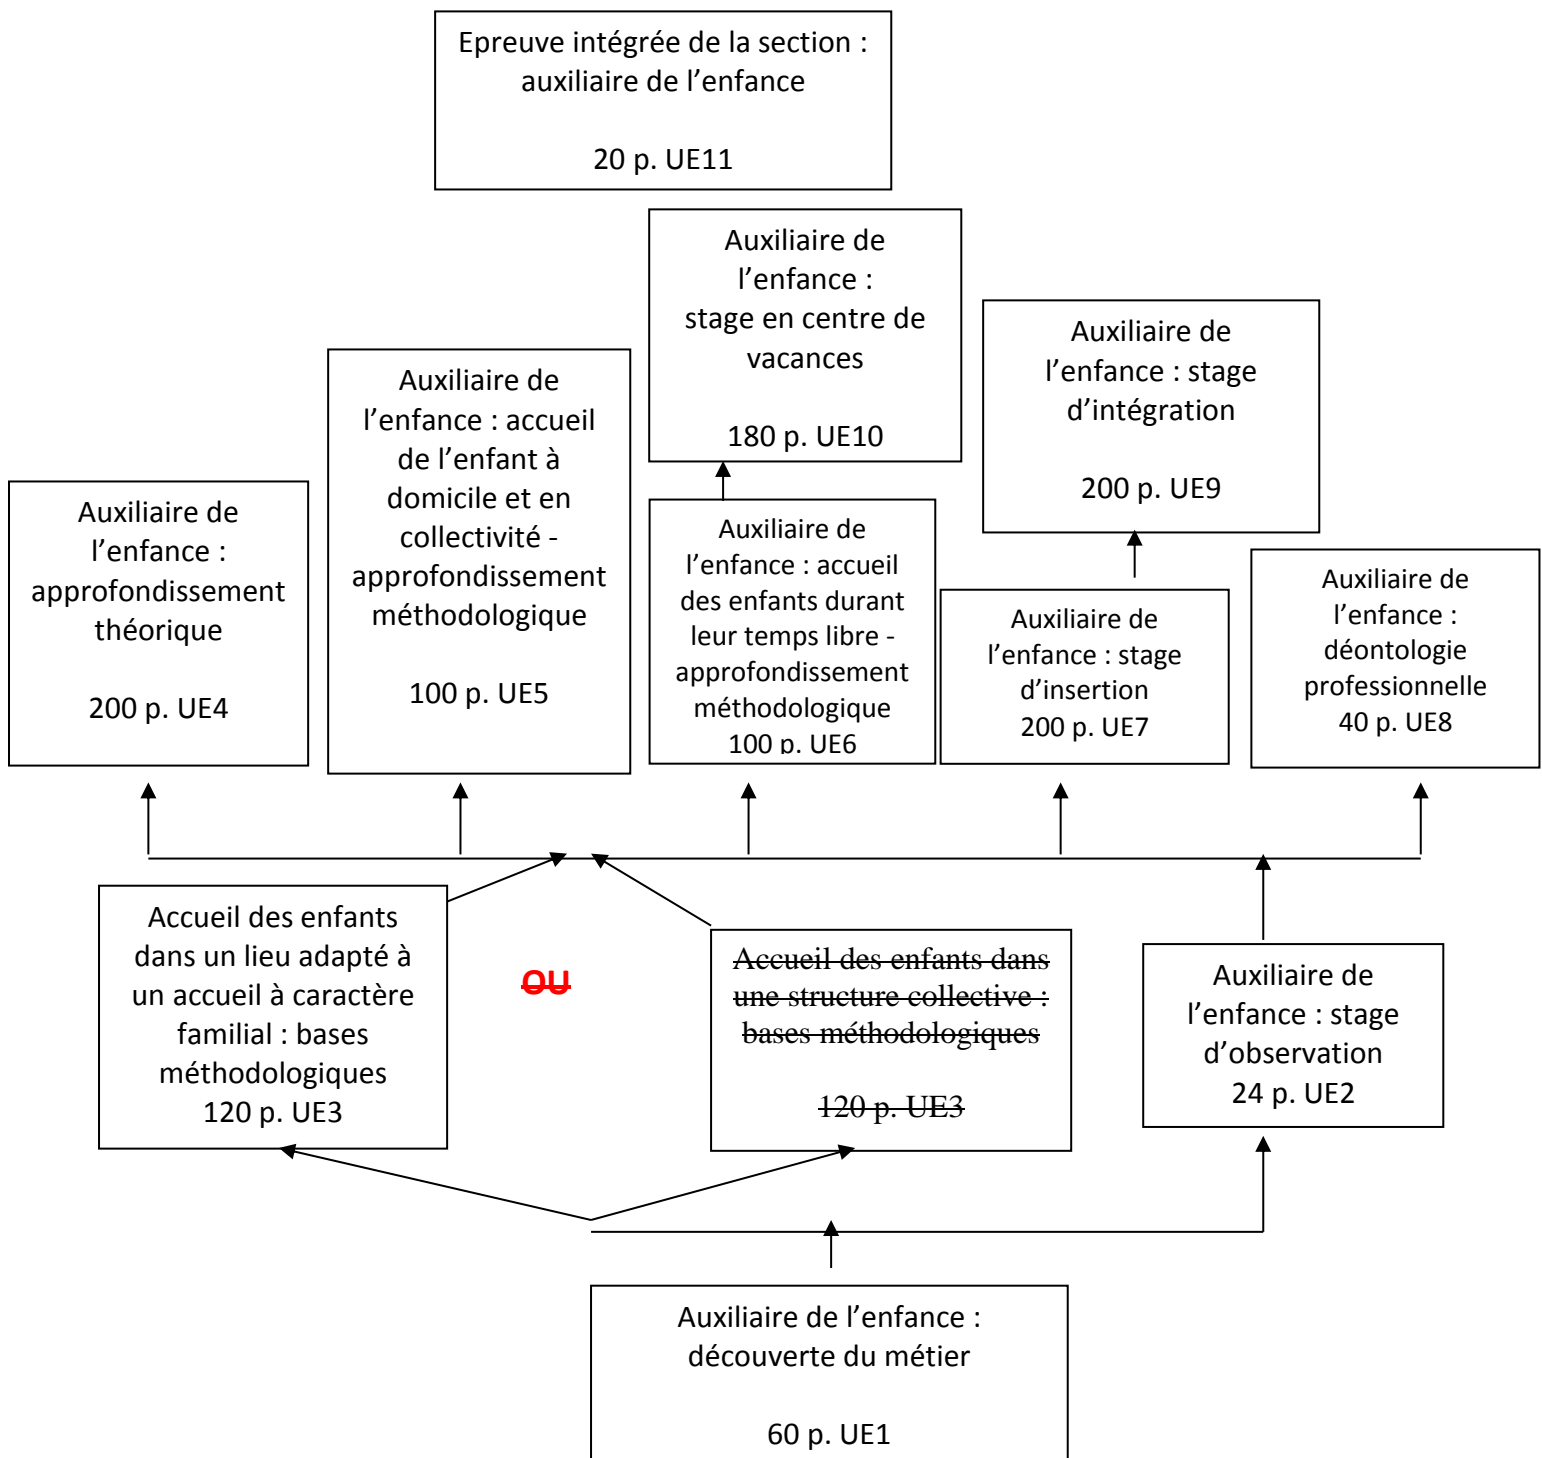 Epreuve intégrée de la section :
auxiliaire de l’enfance
20 p. UE11
Auxiliaire de
l’enfance :
stage en centre de
vacances
180 p. UE10
Auxiliaire de
l’enfance : stage
d’intégration
200 p. UE9
Auxiliaire de
l’enfance : accueil
de l’enfant à
domicile et en
collectivité -
approfondissement
méthodologique
100 p. UE5
Auxiliaire de
l’enfance :
approfondissement
théorique
200 p. UE4
Auxiliaire de
l’enfance : accueil
des enfants durant
leur temps libre -
approfondissement
méthodologique
100 p. UE6
Auxiliaire de
l’enfance : stage
d’insertion
200 p. UE7
Auxiliaire de
l’enfance :
déontologie
professionnelle
40 p. UE8
Accueil des enfants
dans un lieu adapté à
un accueil à caractère
familial : bases
méthodologiques
120 p. UE3
OU
Accueil des enfants dans
une structure collective :
bases méthodologiques
120 p. UE3
Auxiliaire de
l’enfance : stage
d’observation
24 p. UE2
Auxiliaire de l’enfance :
découverte du métier
60 p. UE1